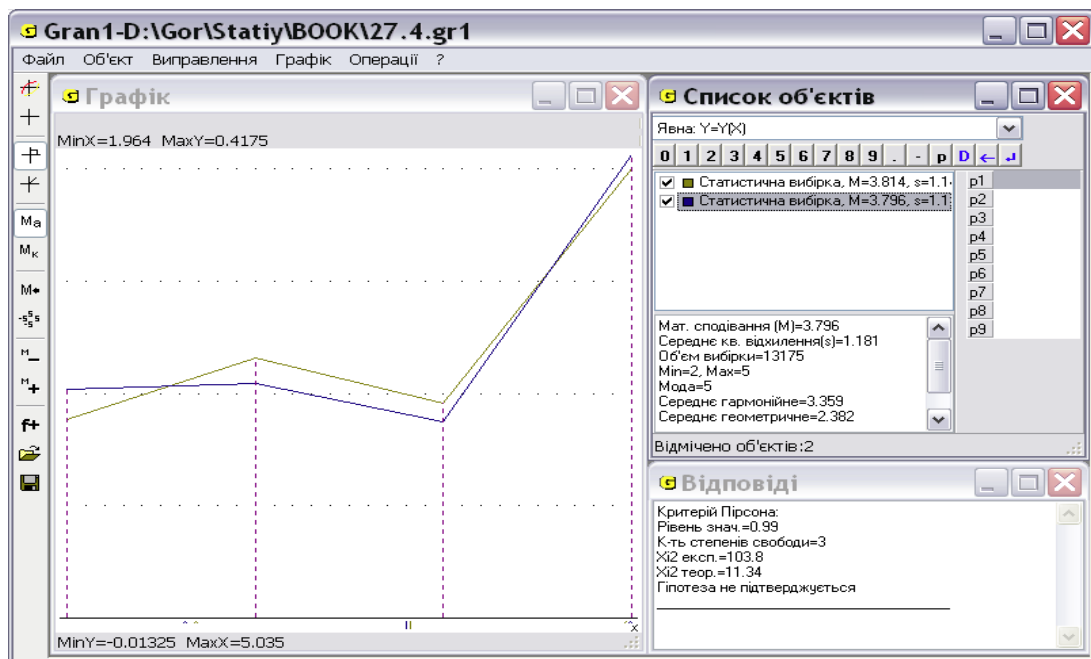 Gran1-D:\Gor\Statiy\BOOK\27.4.gr1
Файл Об'єкт Виправлення Графік Операції ?
Графік
MinX=1.964 MaxY=0.4175
x
MinY=-0.01325 MaxX=5.035
Ma
Mк
M
-s s s s
M
M+
f+
Список об'єктів
Явна: Y=Y(X)
0 1 2 3 4 5 6 7 8 9 . - p D
Статистична вибірка, M=3.814, s=1.1
Статистична вибірка, M=3.796, s=1.1
p1
p2
p3
p4
p5
p6
p7
p8
p9
Мат. сподівання (M)=3.796
Середнє кв. відхилення(s)=1.181
Об'єм вибірки=13175
Min=2, Max=5
Мода=5
Середнє гармонійне=3.359
Середнє геометричне=2.382
Відмічено об'єктів:2
Відповіді
Критерій Пірсона:
Рівень знач.=0.99
К-ть степенів свободи=3
Xi2 експ.=103.8
Xi2 теор.=11.34
Гіпотеза не підтверджується